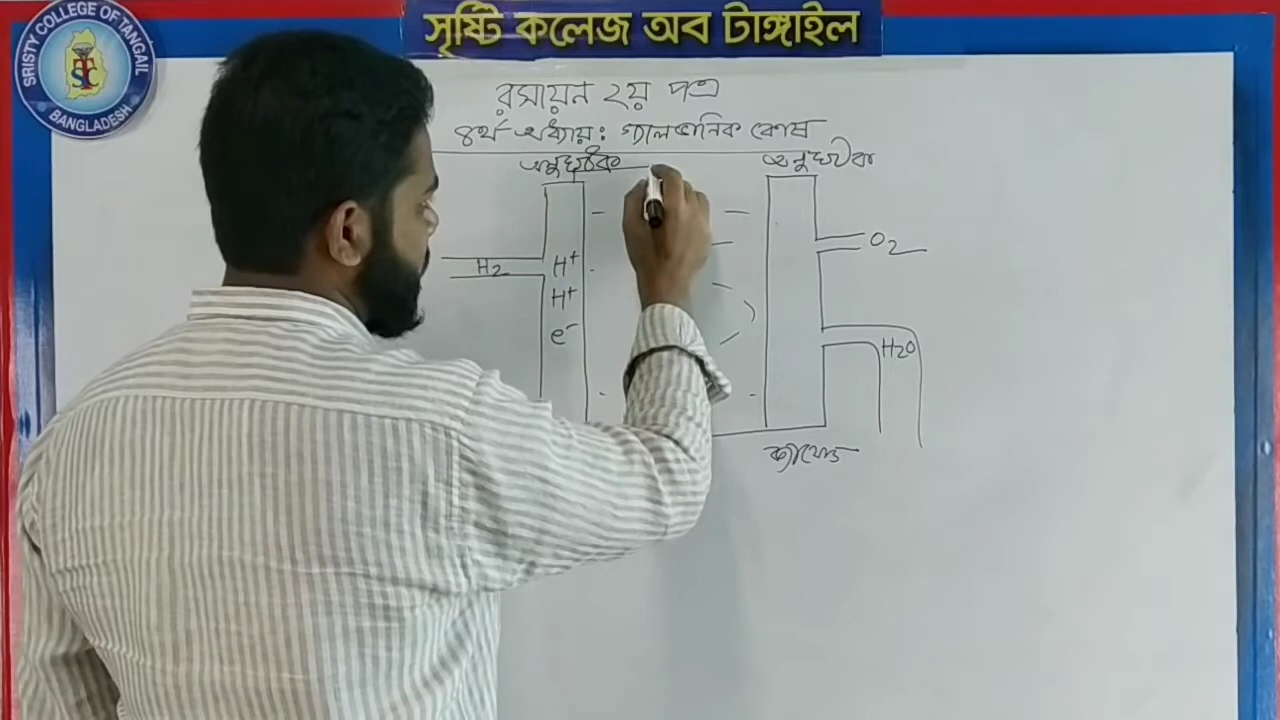 সৃষ্টি কলেজ অব টাঙ্গাইল
SRISTY COLLEGE OF TANGAIL
STC
BANGLADESH
রসায়ন ২য় পত্র
৪র্থ অধ্যায়: গ্যালভানিক কোষ
অনুঘটক অনুঘটক
O2
H2 H+
H+
e-
H2O
ক্যাথোড